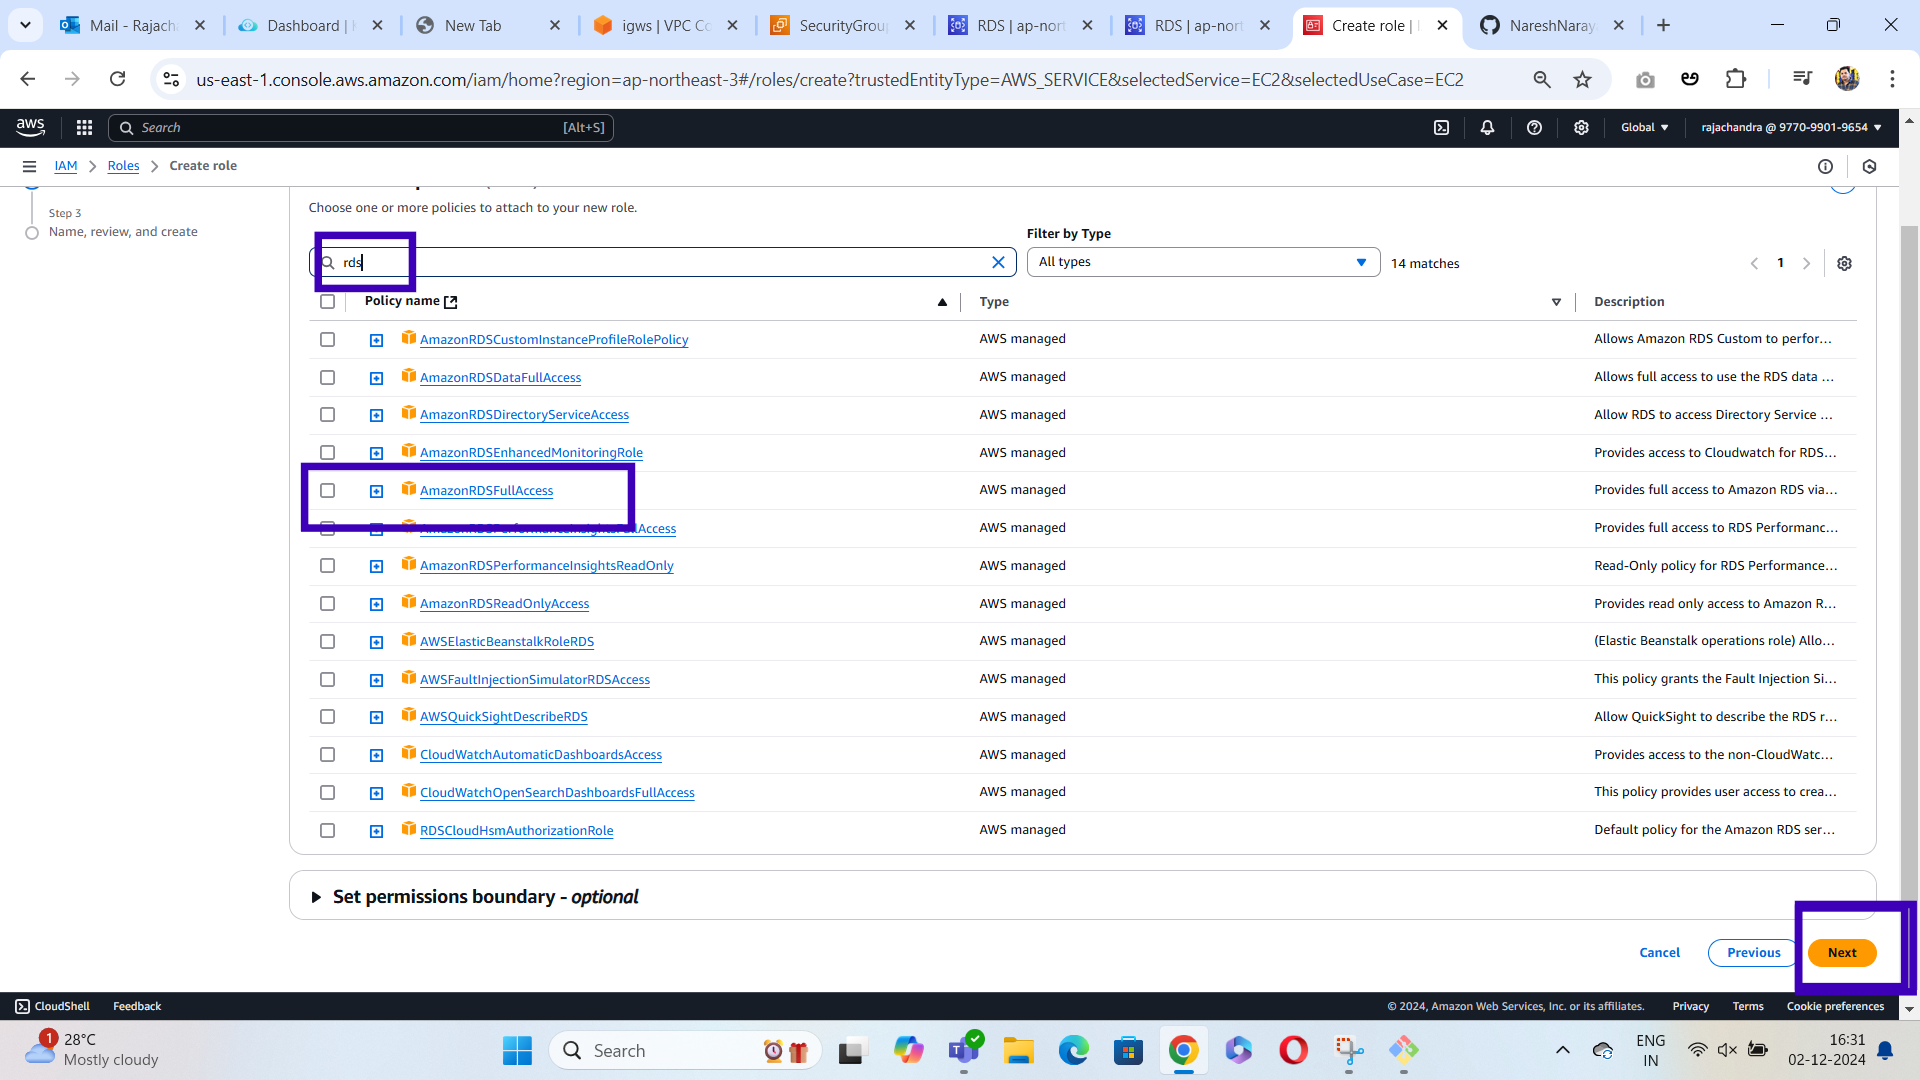 Mail - Rajach
Dashboard |
New Tab
igws | VPC Co
SecurityGrou
RDS | ap-nort
RDS | ap-nort
Create role |
NareshNaray
us-east-1.console.aws.amazon.com/iam/home?region=ap-northeast-3#/roles/create?trustedEntityType=AWS_SERVICE&selectedService=EC2&selectedUseCase=EC2
aws
Search
[Alt+S]
Global
rajachandra @ 9770-9901-9654
IAM
Roles
Create role
Step 3
Name, review, and create
Choose one or more policies to attach to your new role.
Filter by Type
rds
All types
14 matches
1
Policy name
Type
Description
AmazonRDSCustomInstanceProfileRolePolicy
AWS managed
Allows Amazon RDS Custom to perfor...
AmazonRDSDataFullAccess
AWS managed
Allows full access to use the RDS data ...
AmazonRDSDirectoryServiceAccess
AWS managed
Allow RDS to access Directory Service ...
AmazonRDSEnhancedMonitoringRole
AWS managed
Provides access to Cloudwatch for RDS...
AmazonRDSFullAccess
AWS managed
Provides full access to Amazon RDS via...
AmazonRDSPerformanceInsightsFullAccess
AWS managed
Provides full access to RDS Performanc...
AmazonRDSPerformanceInsightsReadOnly
AWS managed
Read-Only policy for RDS Performance...
AmazonRDSReadOnlyAccess
AWS managed
Provides read only access to Amazon R...
AWSElasticBeanstalkRoleRDS
AWS managed
(Elastic Beanstalk operations role) Allo...
AWSFaultInjectionSimulatorRDSAccess
AWS managed
This policy grants the Fault Injection Si...
AWSQuickSightDescribeRDS
AWS managed
Allow QuickSight to describe the RDS r...
CloudWatchAutomaticDashboardsAccess
AWS managed
Provides access to the non-CloudWatc...
CloudWatchOpenSearchDashboardsFullAccess
AWS managed
This policy provides user access to crea...
RDSCloudHsmAuthorizationRole
AWS managed
Default policy for the Amazon RDS ser...
Set permissions boundary - optional
Cancel
Previous
Next
CloudShell
Feedback
© 2024, Amazon Web Services, Inc. or its affiliates.
Privacy
Terms
Cookie preferences
1
28°C
Mostly cloudy
Search
ENG
IN
16:31
02-12-2024